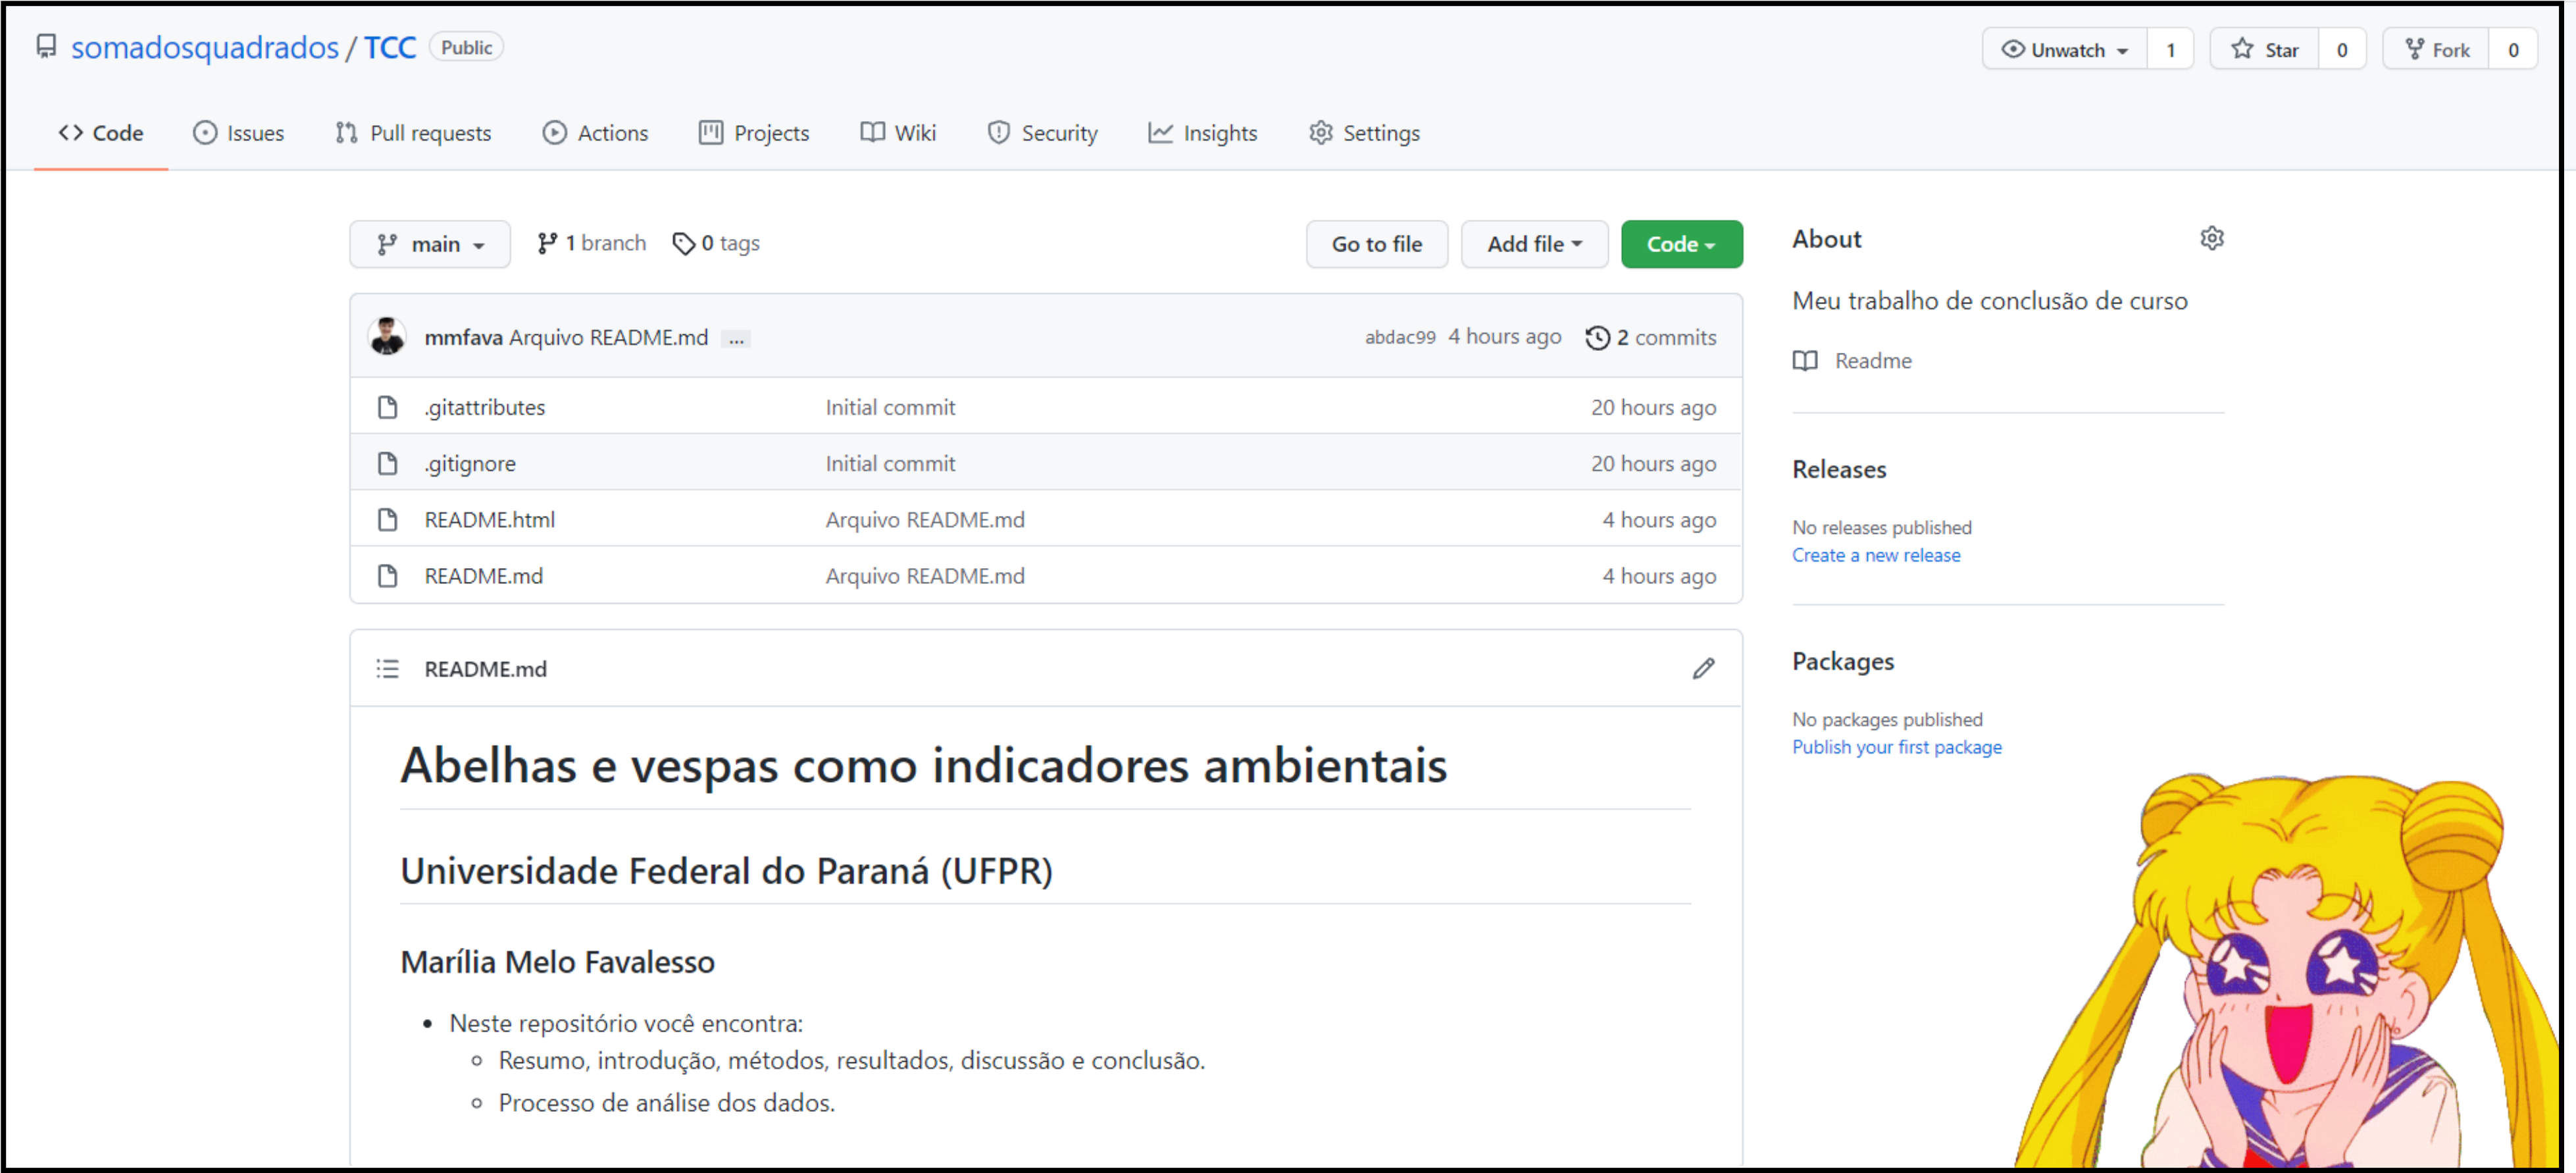 somadosquadrados / TCC Public
Unwatch 1 Star 0 Fork 0
Code Issues Pull requests Actions Projects Wiki Security Insights Settings
main 1 branch 0 tags Go to file Add file Code
mmfava Arquivo README.md ... abdac99 4 hours ago 2 commits
.gitattributes Initial commit 20 hours ago
.gitignore Initial commit 20 hours ago
README.html Arquivo README.md 4 hours ago
README.md Arquivo README.md 4 hours ago
README.md
Abelhas e vespas como indicadores ambientais
Universidade Federal do Paraná (UFPR)
Marília Melo Favalesso
Neste repositório você encontra:
Resumo, introdução, métodos, resultados, discussão e conclusão.
Processo de análise dos dados.
About
Meu trabalho de conclusão de curso
Readme
Releases
No releases published
Create a new release
Packages
No packages published
Publish your first package